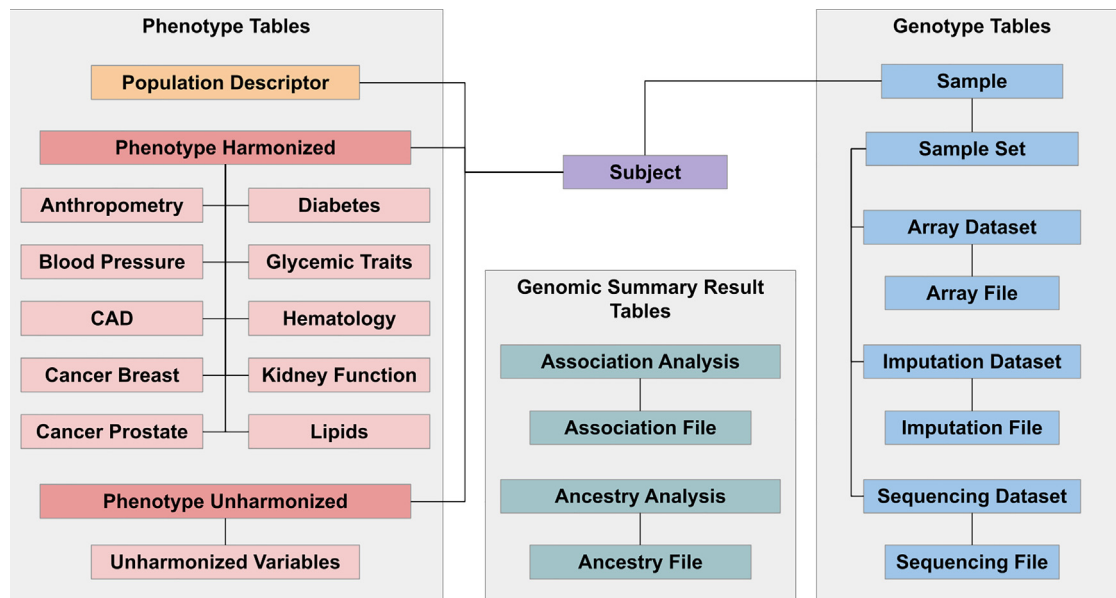 Phenotype Tables
Population Descriptor
Phenotype Harmonized
Anthropometry
Diabetes
Blood Pressure
Glycemic Traits
CAD
Hematology
Cancer Breast
Kidney Function
Cancer Prostate
Lipids
Phenotype Unharmonized
Unharmonized Variables
Subject
Genomic Summary Result
Tables
Association Analysis
Association File
Ancestry Analysis
Ancestry File
Genotype Tables
Sample
Sample Set
Array Dataset
Array File
Imputation Dataset
Imputation File
Sequencing Dataset
Sequencing File